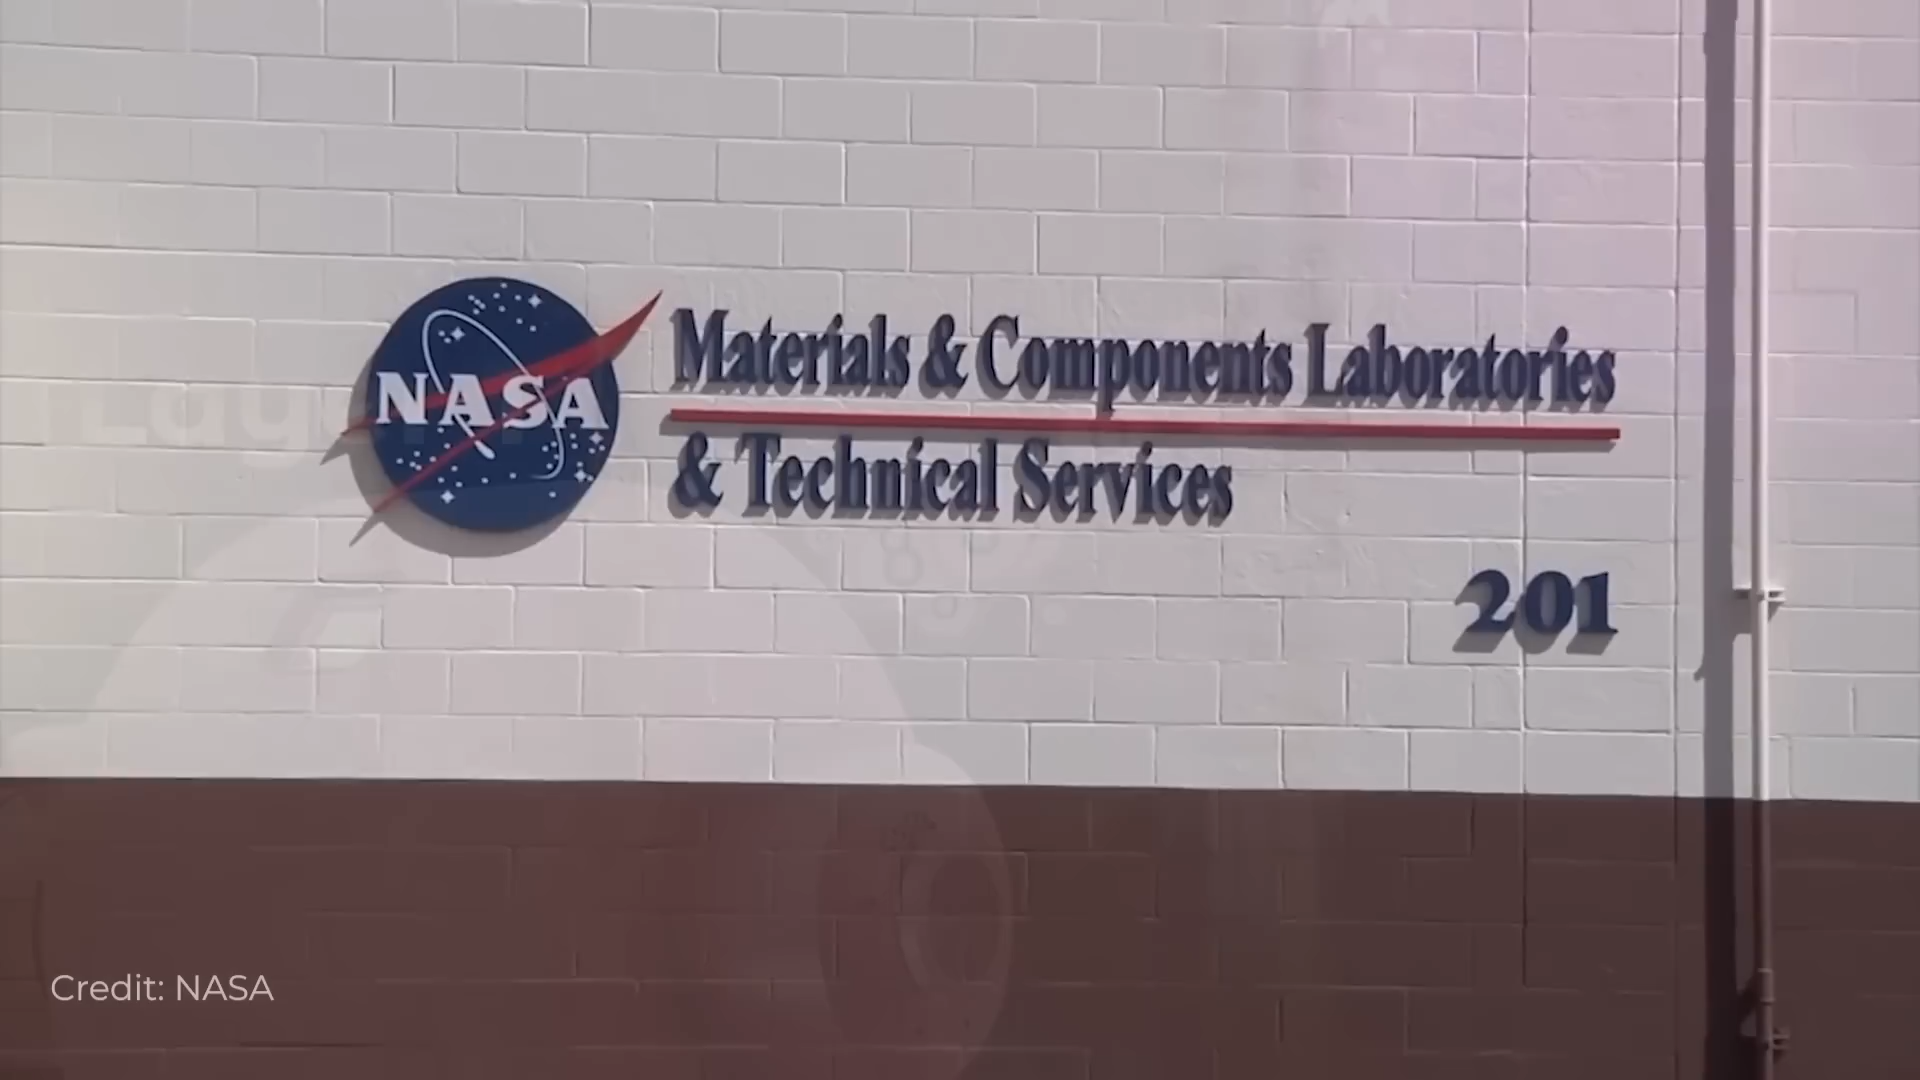 NASA
Materials & Components Laboratories
& Technical Services
201
Credit: NASA